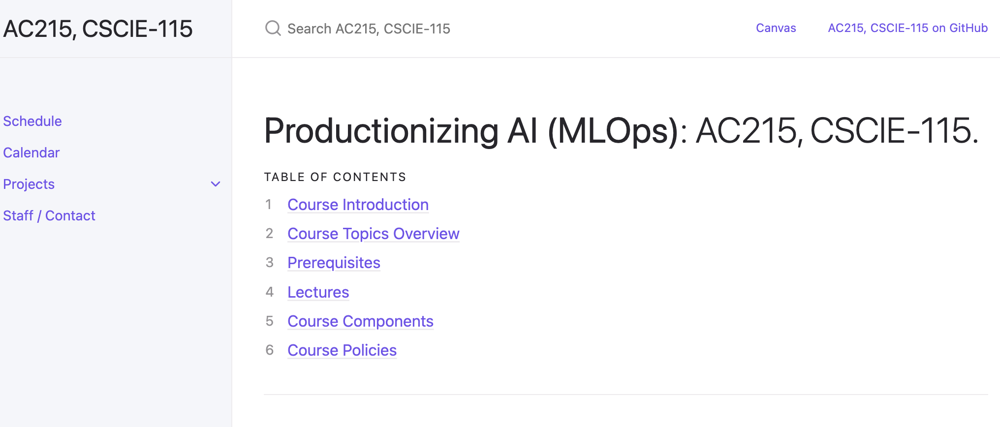 AC215, CSCIE-115
Search AC215, CSCIE-115
Canvas
AC215, CSCIE-115 on GitHub
Schedule
Calendar
Projects
Staff / Contact
Productionizing AI (MLOps): AC215, CSCIE-115.
TABLE OF CONTENTS
1 Course Introduction
2 Course Topics Overview
3 Prerequisites
4 Lectures
5 Course Components
6 Course Policies